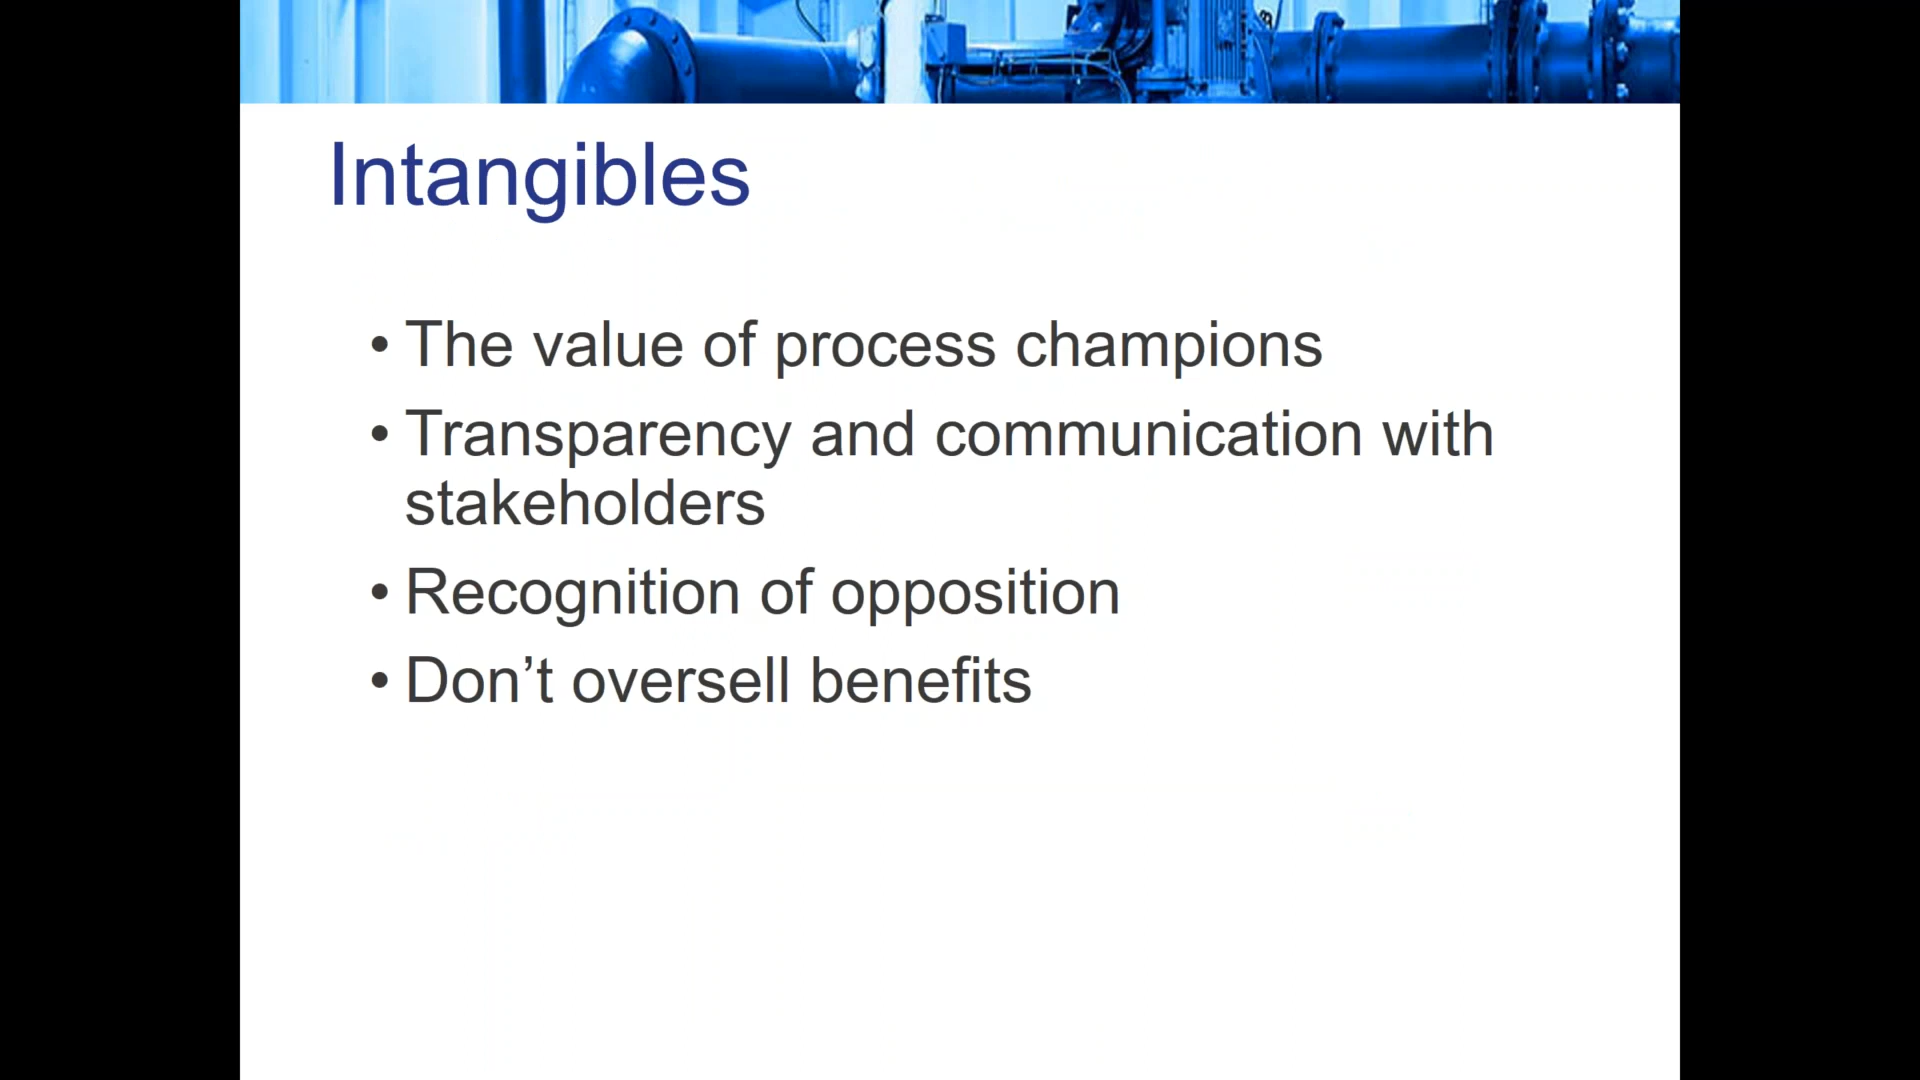 Intangibles
• The value of process champions
• Transparency and communication with
stakeholders
• Recognition of opposition
• Don’t oversell benefits